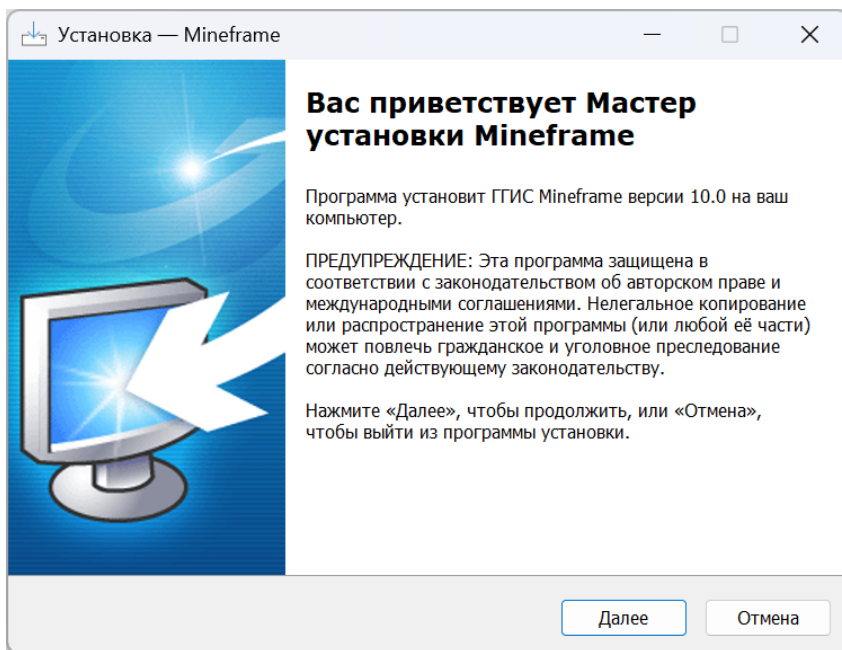 Установка — Mineframe
Вас приветствует Мастер
установки Mineframe
Программа установит ГГИС Mineframe версии 10.0 на ваш
компьютер.
ПРЕДУПРЕЖДЕНИЕ: Эта программа защищена в
соответствии с законодательством об авторском праве и
международными соглашениями. Нелегальное копирование
или распространение этой программы (или любой её части)
может повлечь гражданское и уголовное преследование
согласно действующему законодательству.
Нажмите «Далее», чтобы продолжить, или «Отмена»,
чтобы выйти из программы установки.
Далее
Отмена